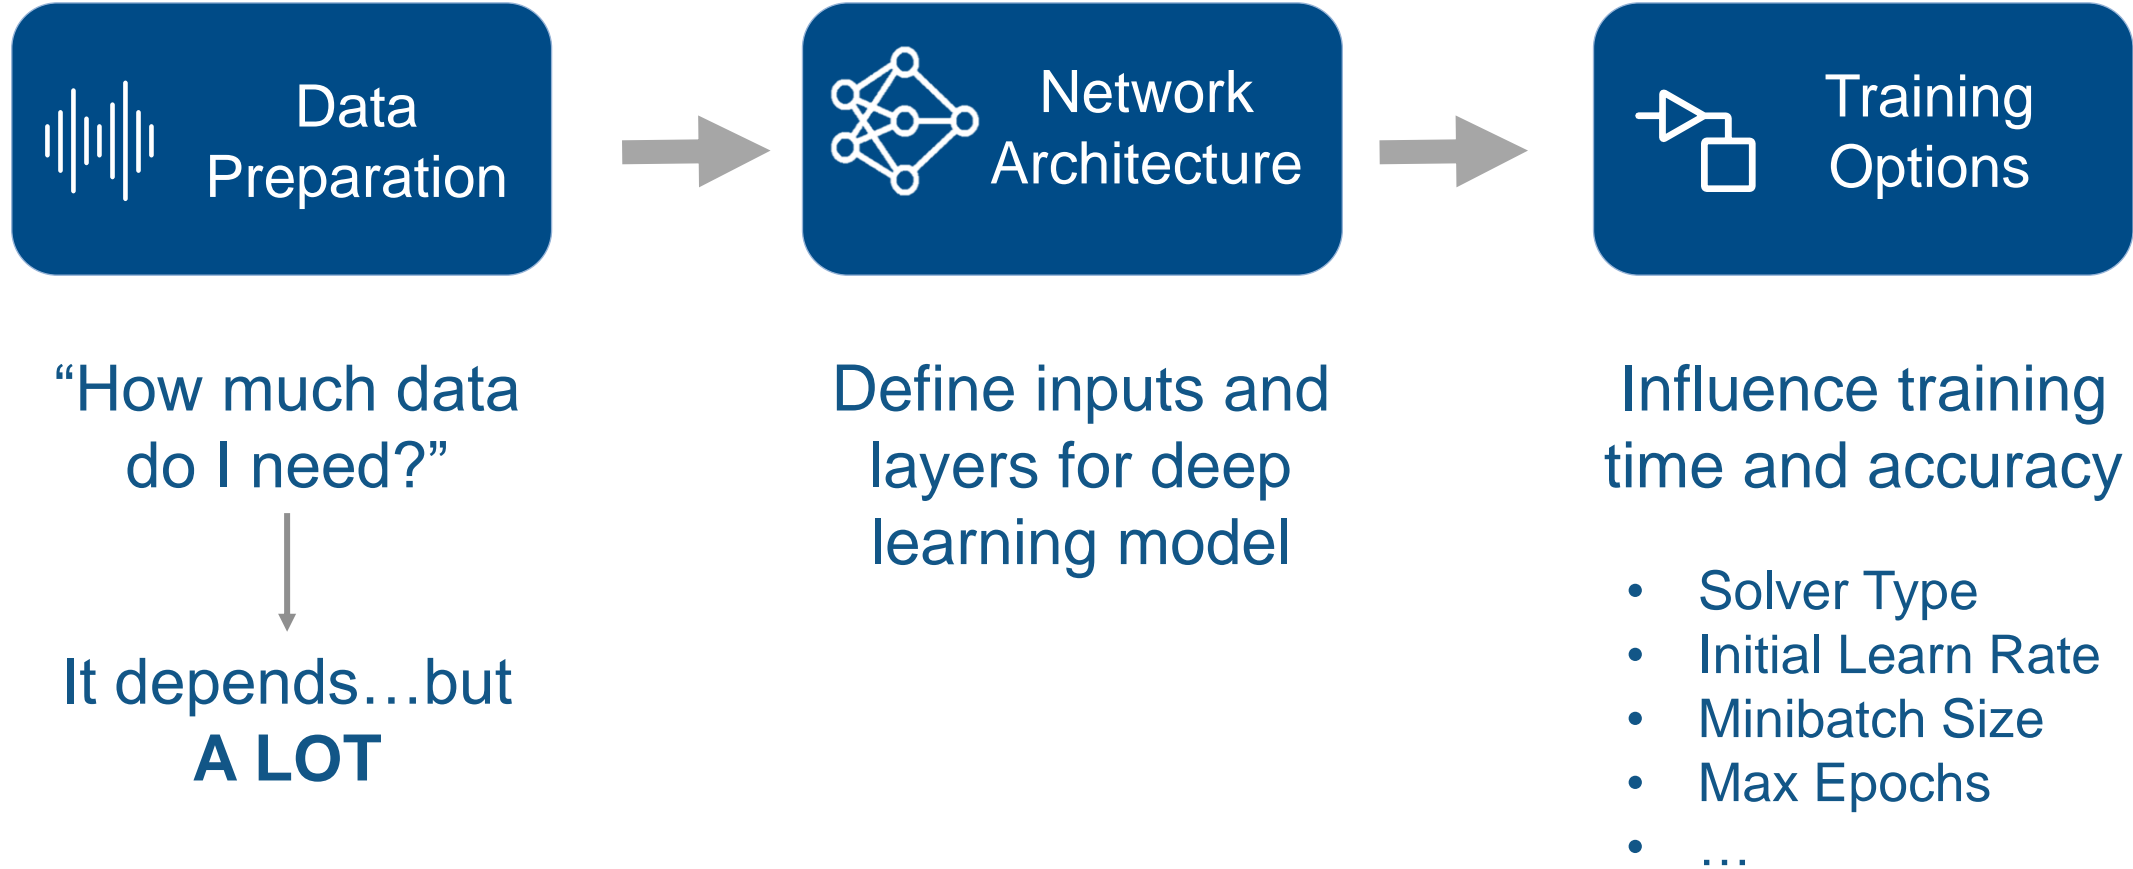 Data
Preparation
Network
Architecture
Training
Options
“How much data
do I need?”
It depends…but
A LOT
Define inputs and
layers for deep
learning model
Influence training
time and accuracy
• Solver Type
• Initial Learn Rate
• Minibatch Size
• Max Epochs
• …